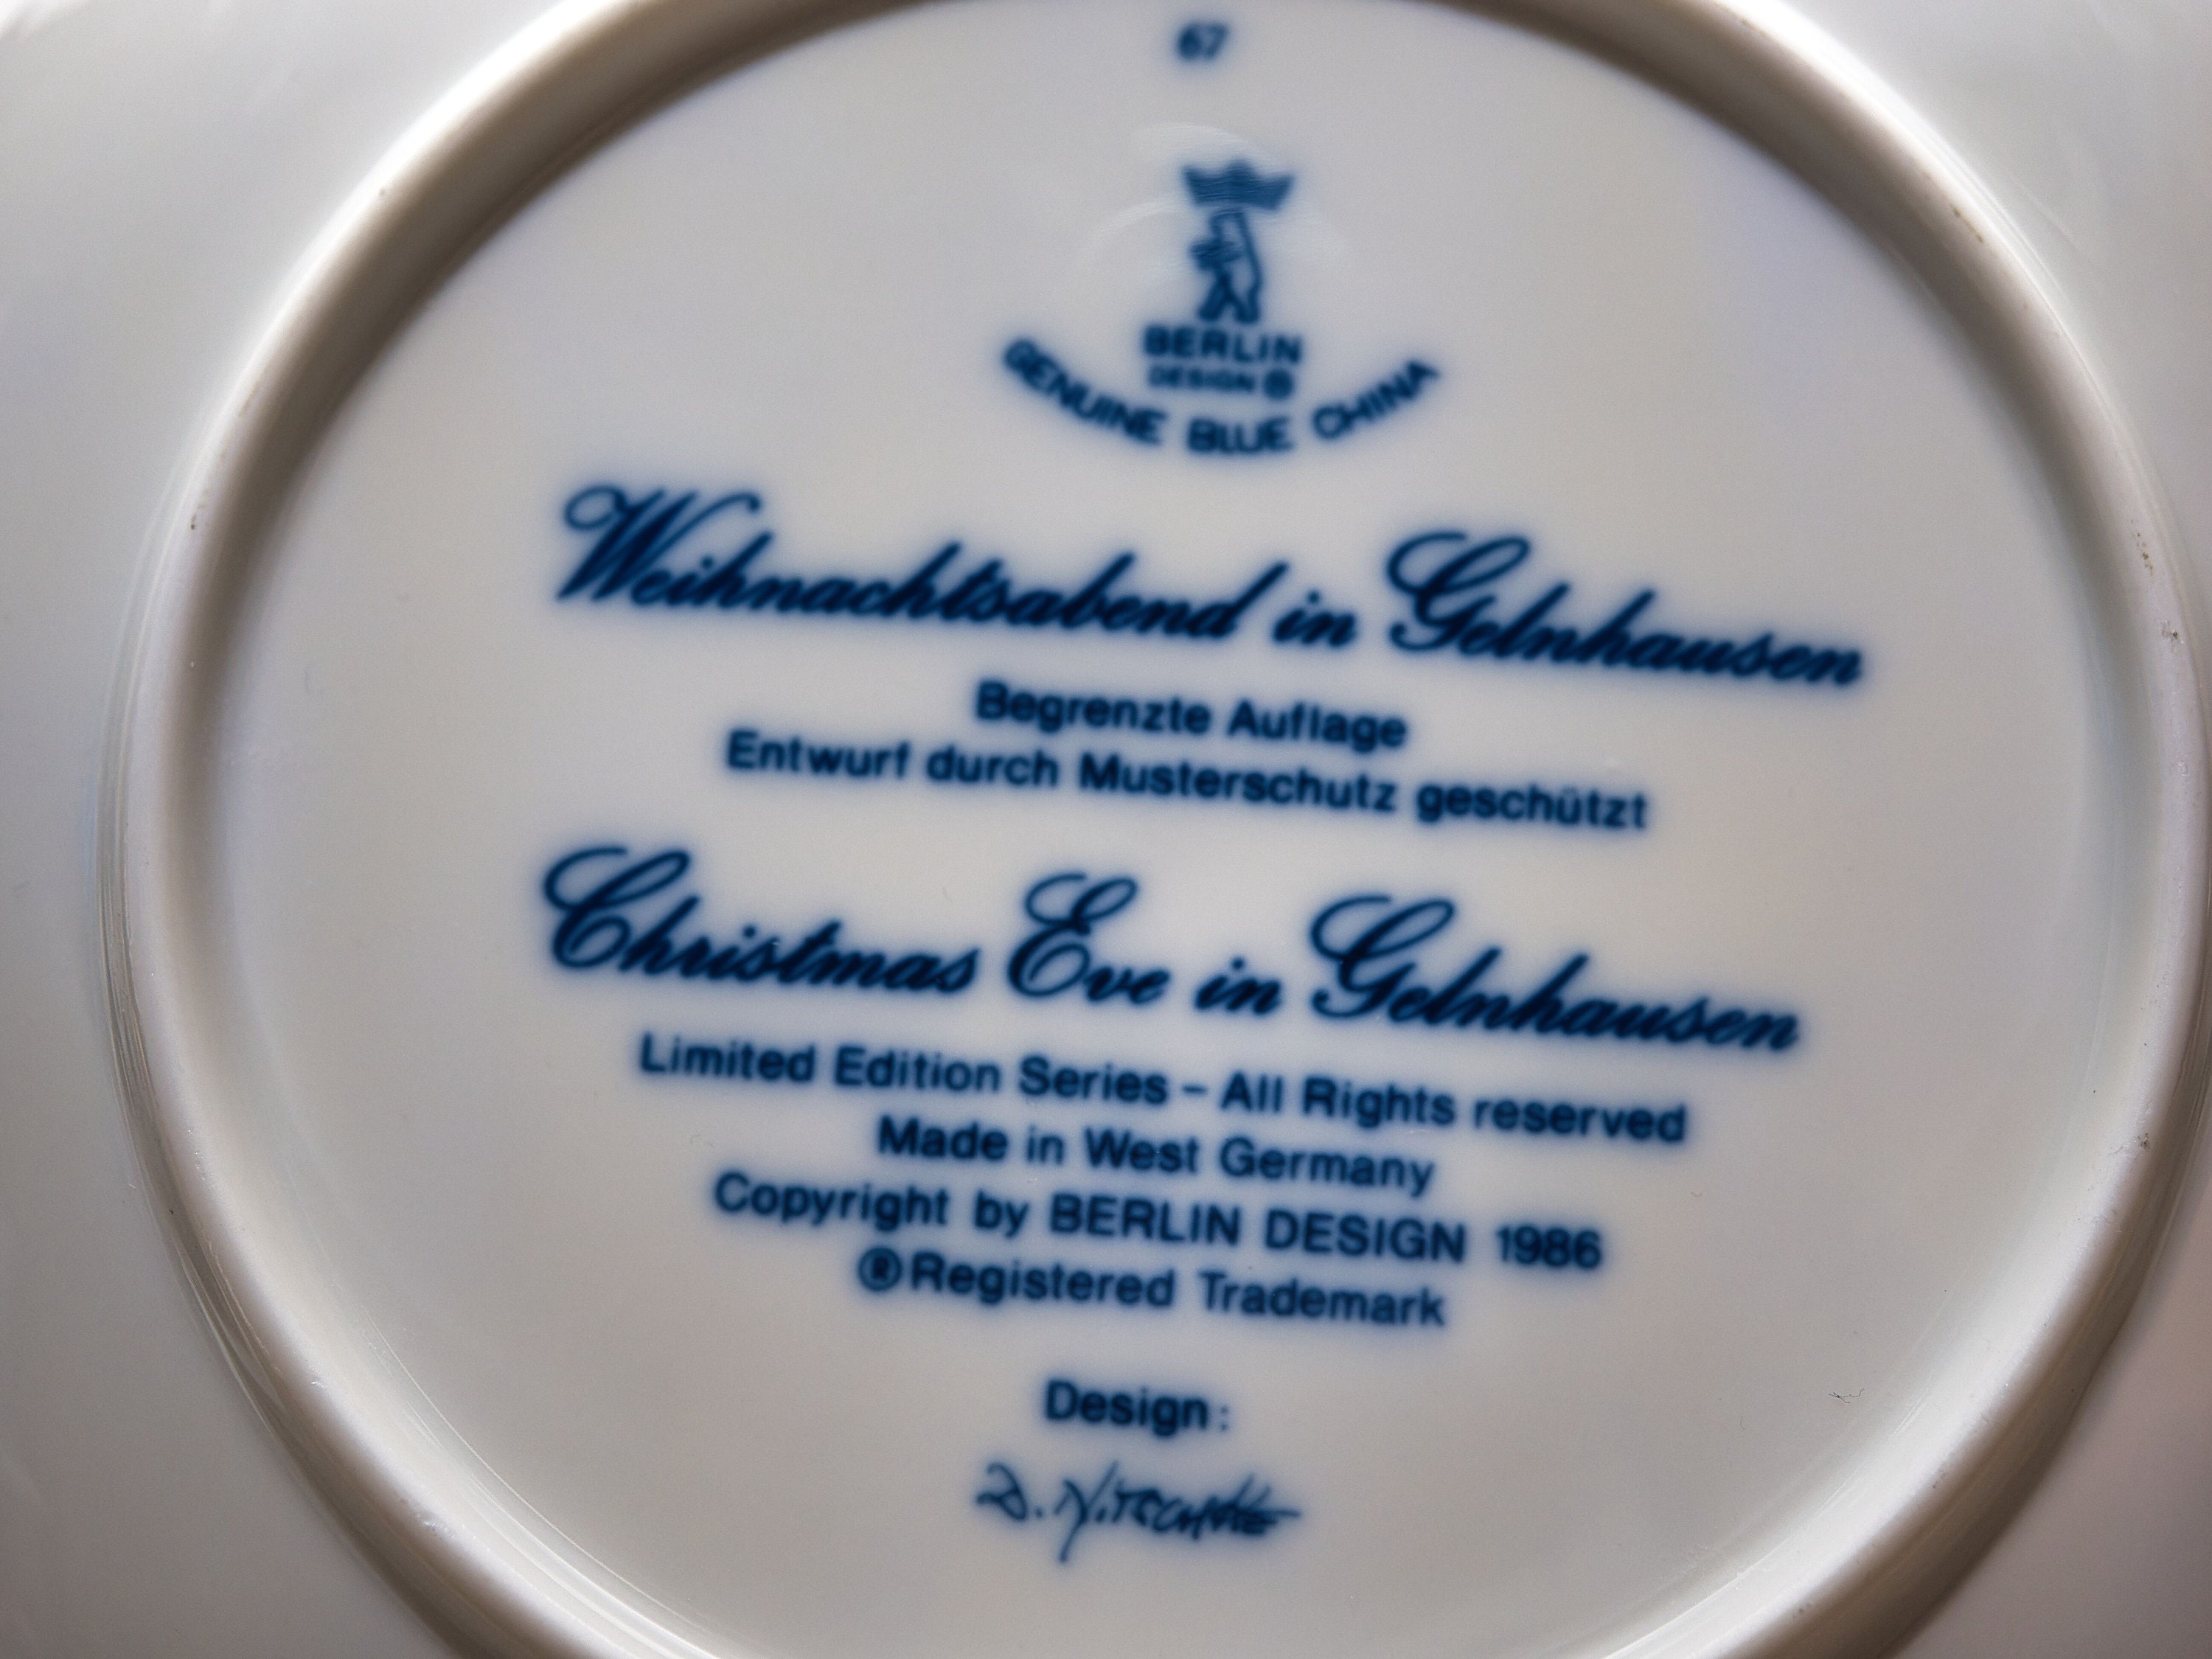 67
BERLIN
DESIGN ®
GENUINE BLUE CHINA
Weihnachtsabend in Gelnhausen
Begrenzte Auflage
Entwurf durch Musterschutz geschützt
Christmas Eve in Gelnhausen
Limited Edition Series – All Rights reserved
Made in West Germany
Copyright by BERLIN DESIGN 1986
®Registered Trademark
Design:
D. Nitschke